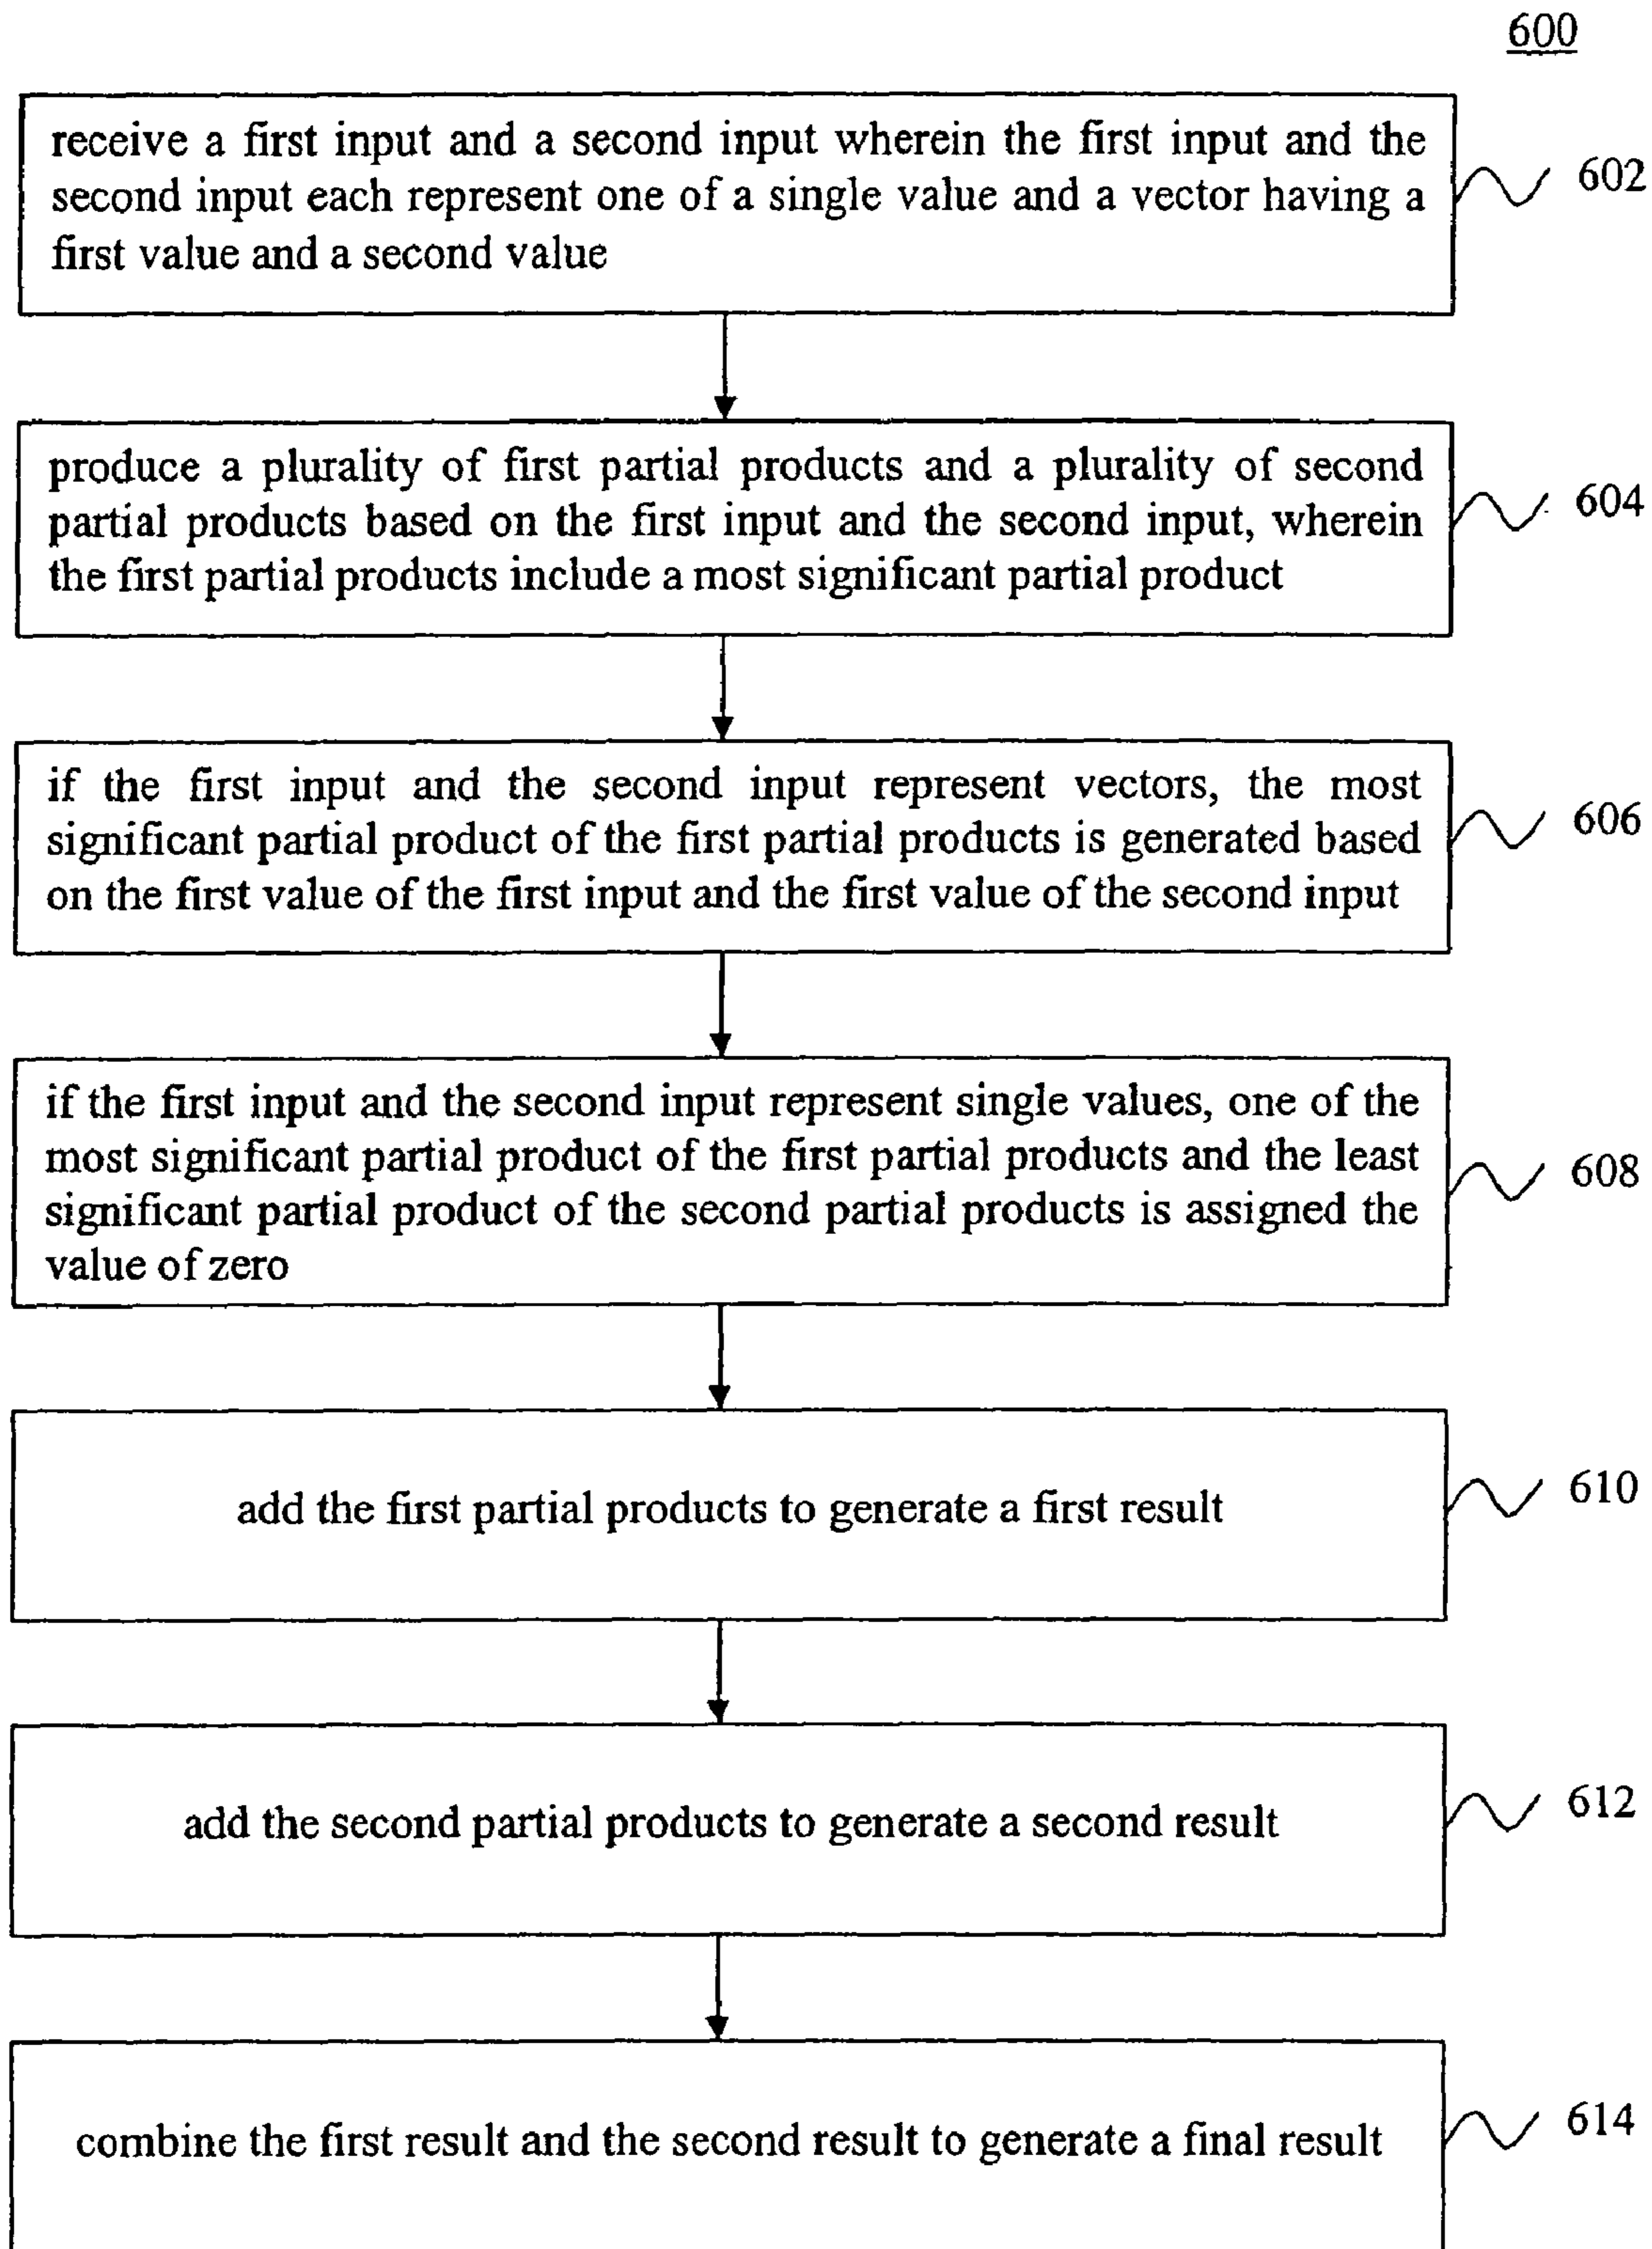 600
receive a first input and a second input wherein the first input and the
second input each represent one of a single value and a vector having a
first value and a second value
602
produce a plurality of first partial products and a plurality of second
partial products based on the first input and the second input, wherein
the first partial products include a most significant partial product
604
if the first input and the second input represent vectors, the most
significant partial product of the first partial products is generated based
on the first value of the first input and the first value of the second input
606
if the first input and the second input represent single values, one of the
most significant partial product of the first partial products and the least
significant partial product of the second partial products is assigned the
value of zero
608
add the first partial products to generate a first result
610
add the second partial products to generate a second result
612
combine the first result and the second result to generate a final result
614